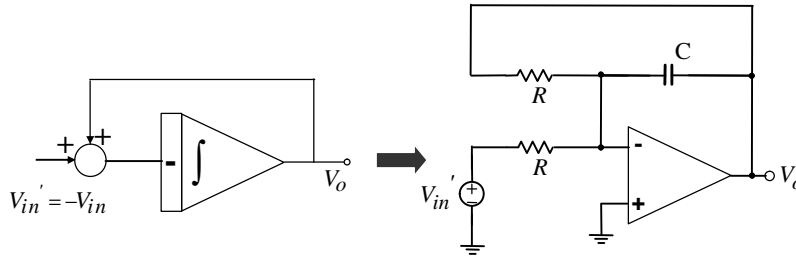 C
R
+ +
- ∫
R
-
V_in' = -V_in
V_o
V_in'
+
-
+
V_o